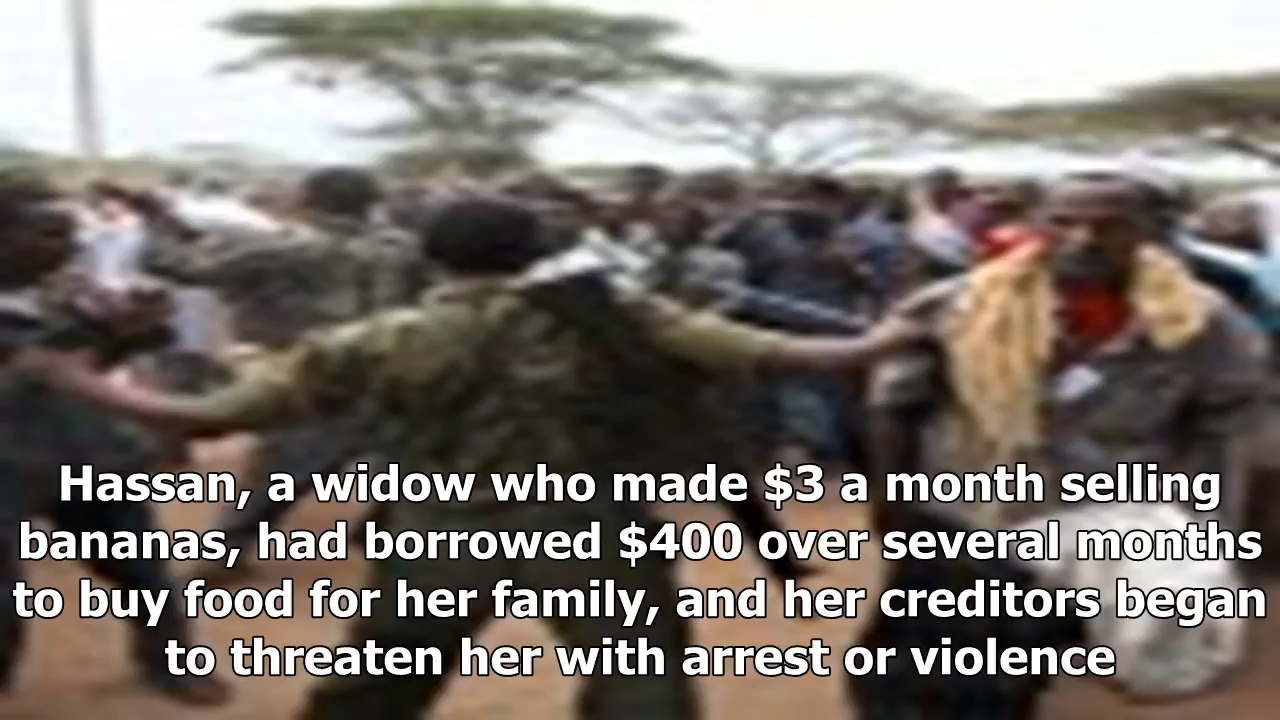 Hassan, a widow who made $3 a month selling
bananas, had borrowed $400 over several months
to buy food for her family, and her creditors began
to threaten her with arrest or violence